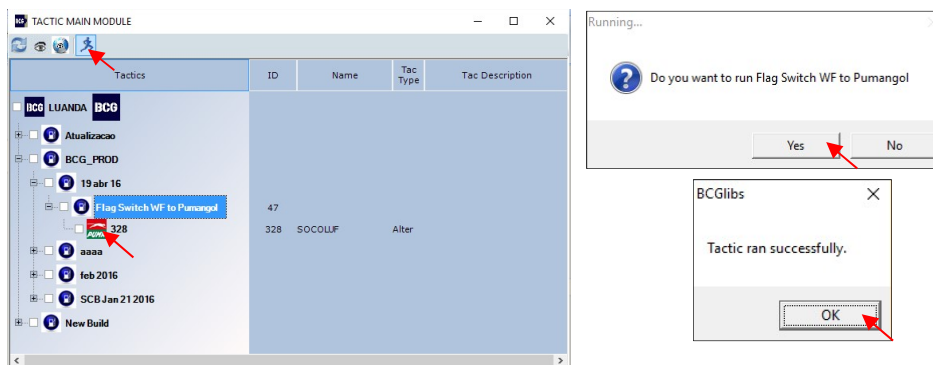 BCG TACTIC MAIN MODULE
Tactics ID Name Tac Type Tac Description
BCG LUANDA BCG
Atualizacao
BCG_PROD
19 abr 16
Flag Switch WF to Pumangol 47
PUMA 328 328 SOCOLUF Alter
aaaa
feb 2016
SCB Jan 21 2016
New Build
Running...
Do you want to run Flag Switch WF to Pumangol
Yes No
BCGlibs
Tactic ran successfully.
OK